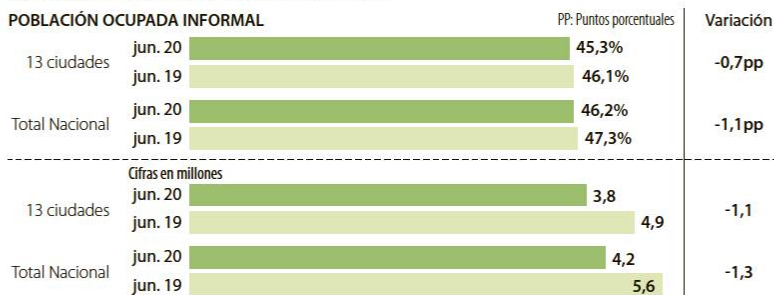 POBLACIÓN OCUPADA INFORMAL PP: Puntos porcentuales Variación
13 ciudades
jun. 20 45,3%
jun. 19 46,1%
-0,7pp
Total Nacional
jun. 20 46,2%
jun. 19 47,3%
-1,1pp
Cifras en millones
13 ciudades
jun. 20 3,8
jun. 19 4,9
-1,1
Total Nacional
jun. 20 4,2
jun. 19 5,6
-1,3